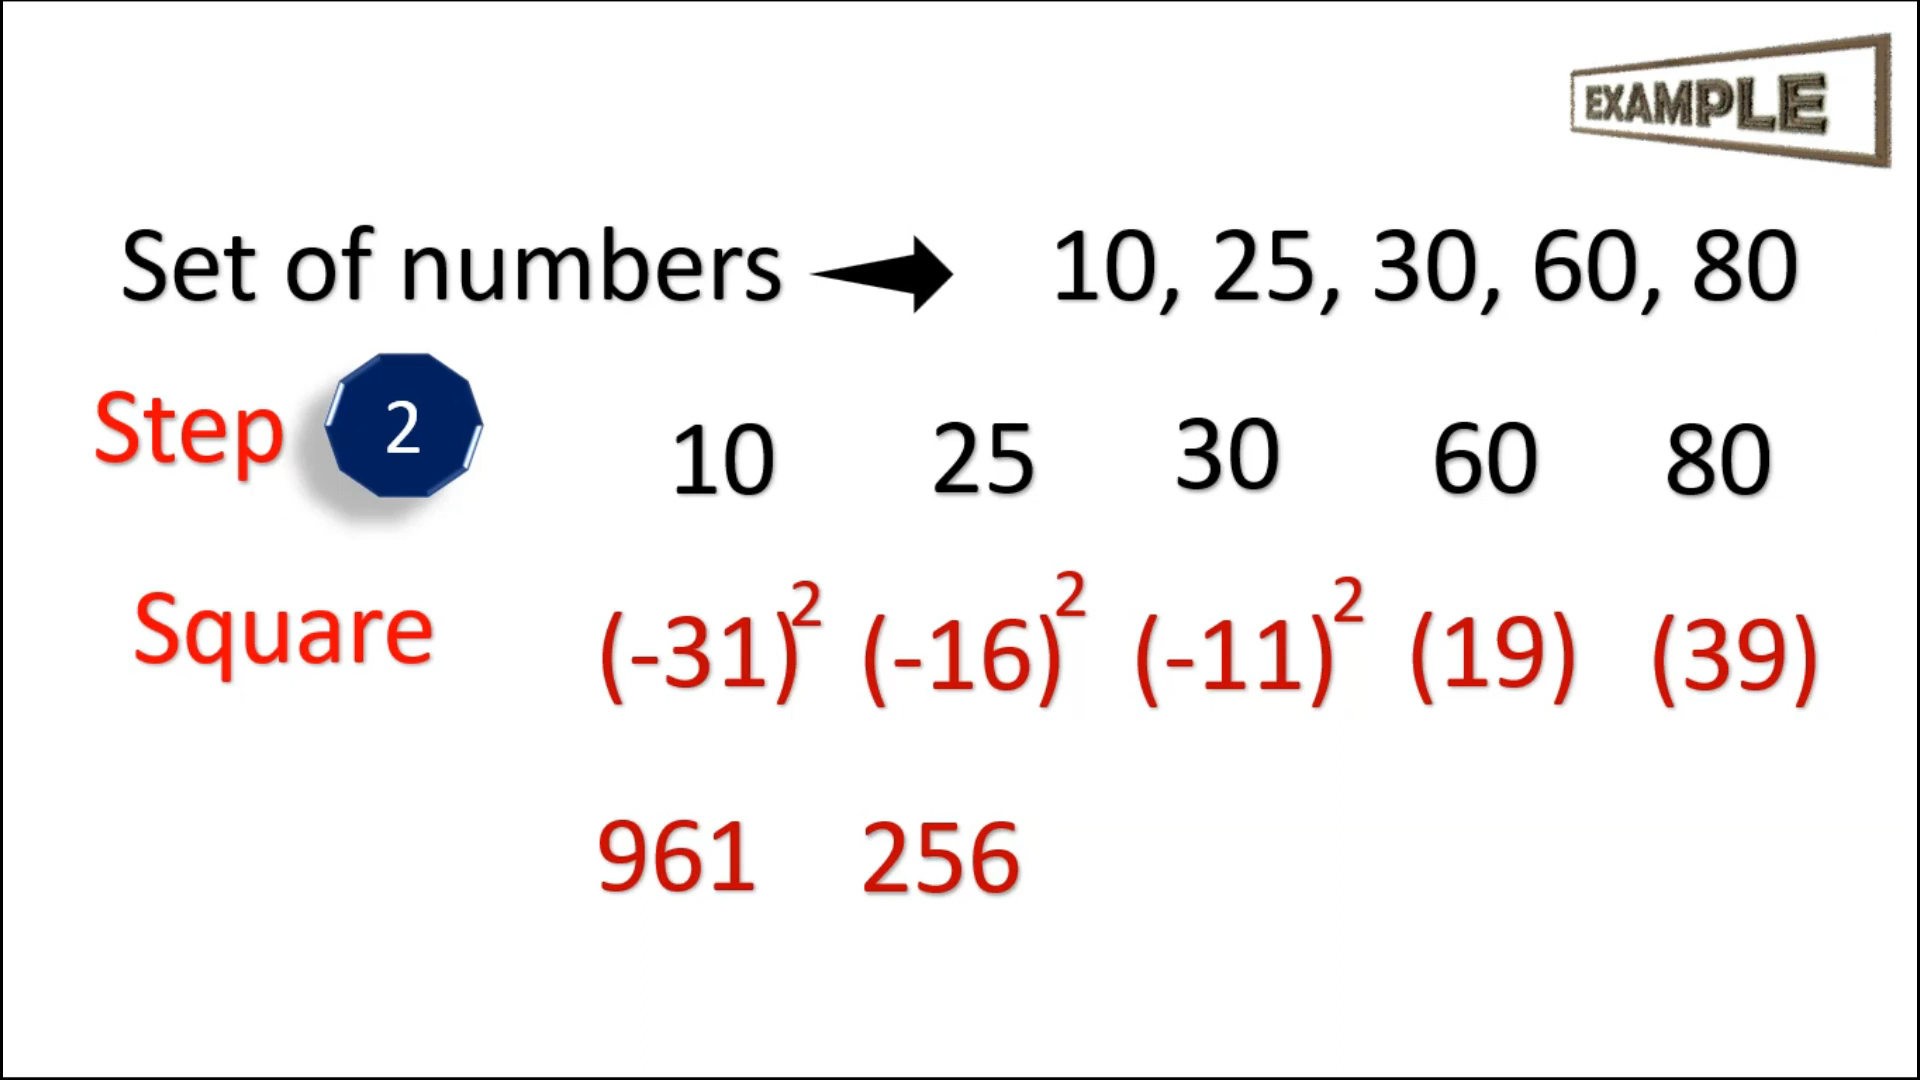 EXAMPLE
Set of numbers 10, 25, 30, 60, 80
Step 2 10 25 30 60 80
Square (-31)² (-16)² (-11)² (19) (39)
961 256